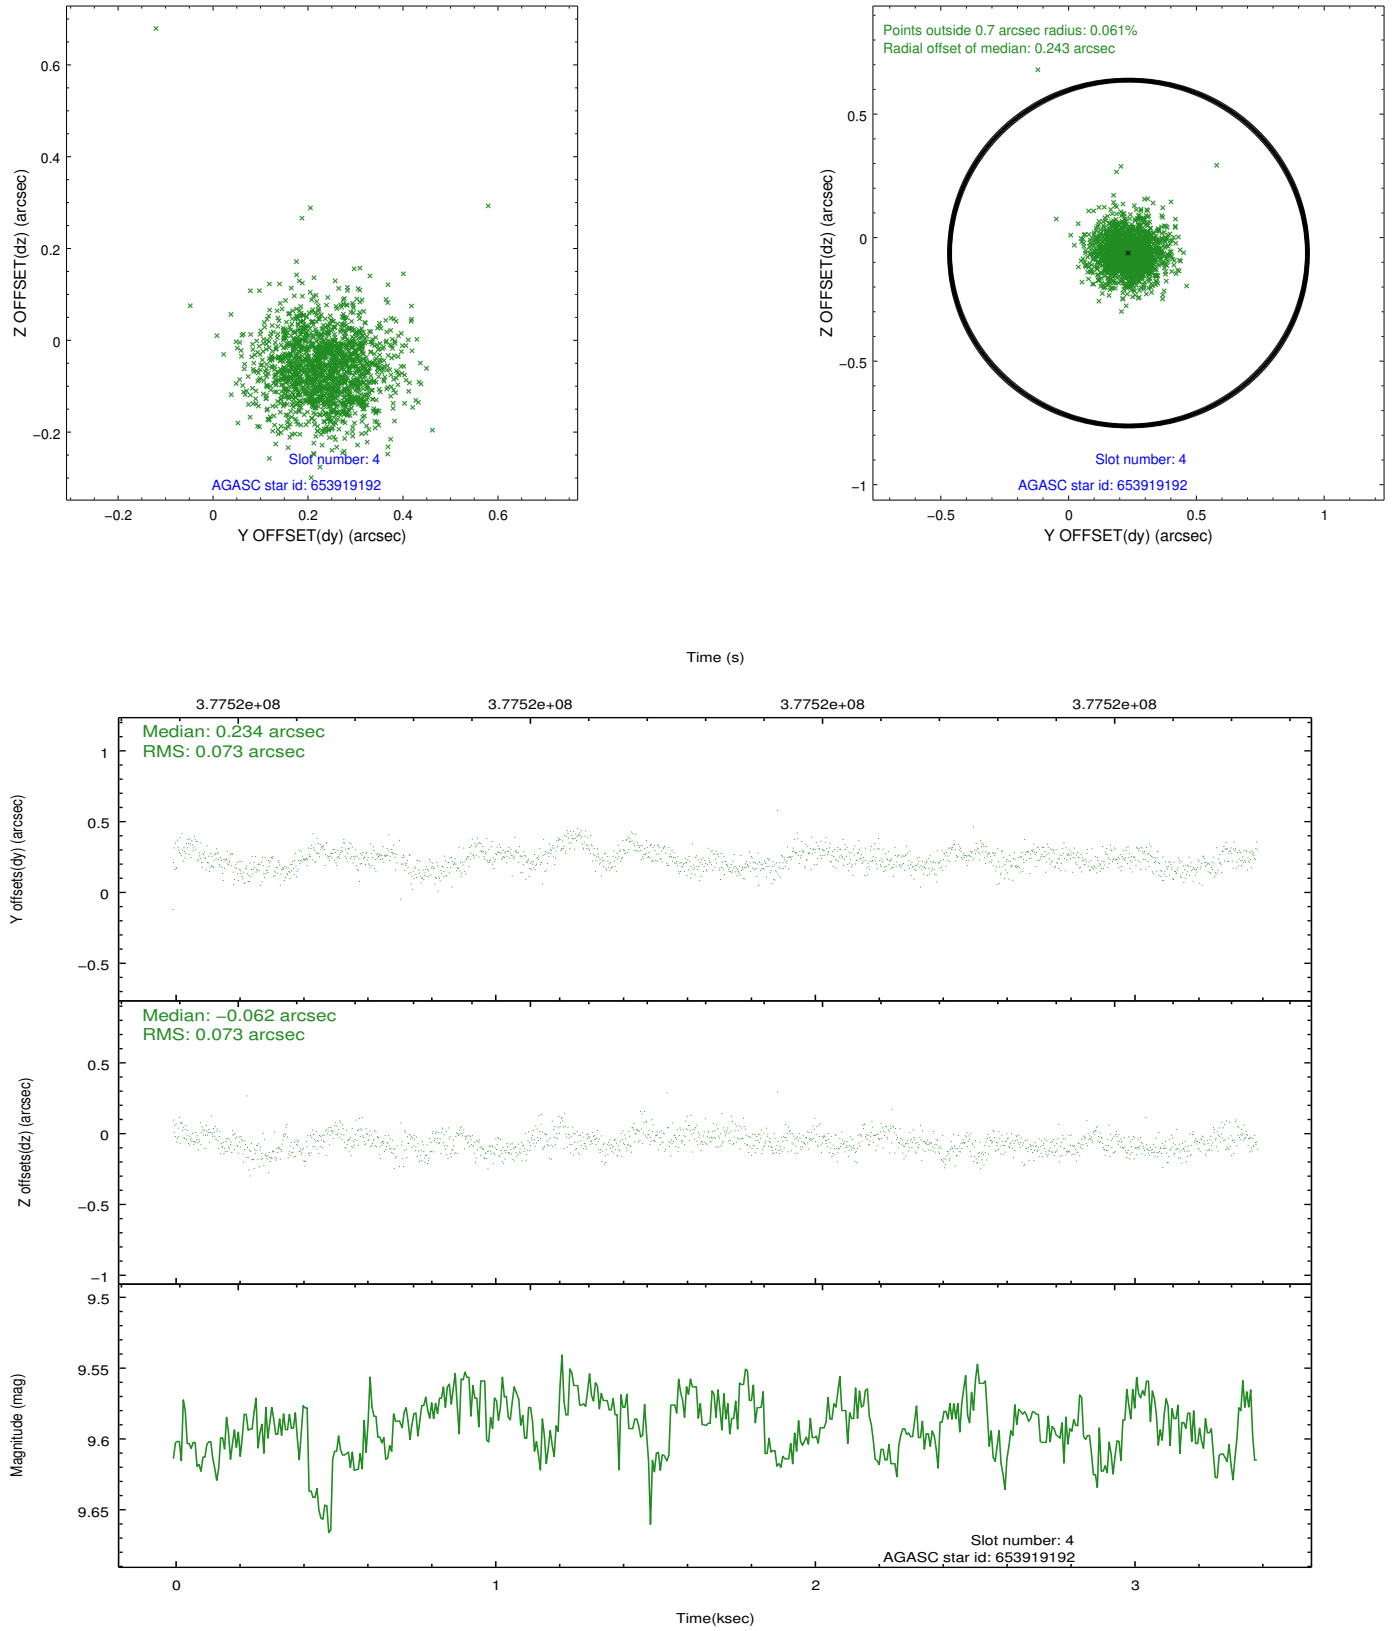 0.6
0.4
0.2
0
−0.2
Z OFFSET(dz) (arcsec)
Slot number: 4
AGASC star id: 653919192
−0.2 0 0.2 0.4 0.6
Y OFFSET(dy) (arcsec)
Points outside 0.7 arcsec radius: 0.061%
Radial offset of median: 0.243 arcsec
0.5
0
−0.5
−1
Z OFFSET(dz) (arcsec)
Slot number: 4
AGASC star id: 653919192
−0.5 0 0.5 1
Y OFFSET(dy) (arcsec)
Time (s)
3.7752e+08 3.7752e+08 3.7752e+08 3.7752e+08
Median: 0.234 arcsec
RMS: 0.073 arcsec
1
0.5
0
−0.5
Y offsets(dy) (arcsec)
Median: −0.062 arcsec
RMS: 0.073 arcsec
0.5
0
−0.5
−1
Z offsets(dz) (arcsec)
9.5
9.55
9.6
9.65
Magnitude (mag)
Slot number: 4
AGASC star id: 653919192
0 1 2 3
Time(ksec)